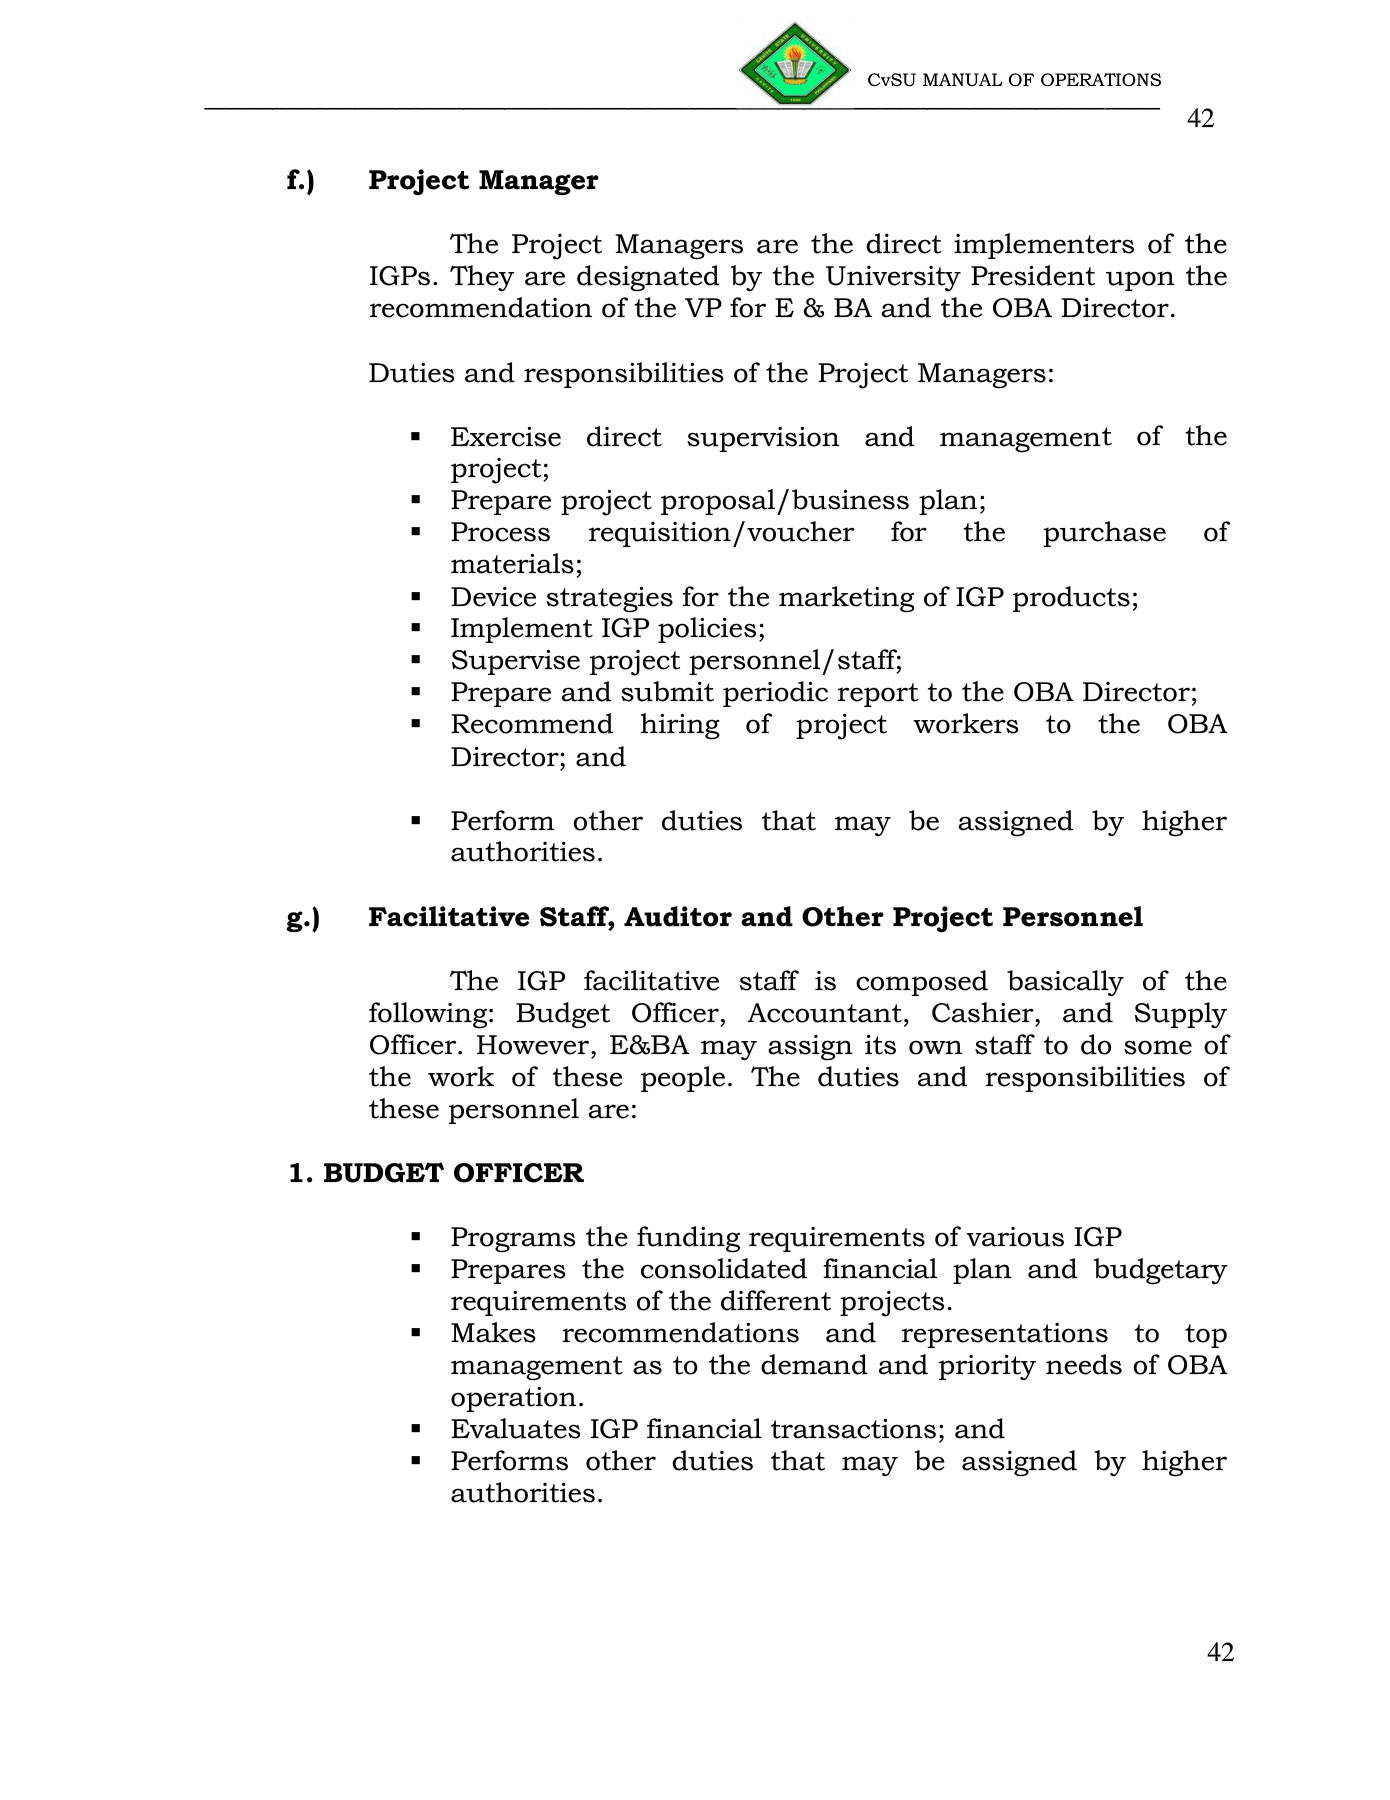 CvSU MANUAL OF OPERATIONS
42
f.) Project Manager
The Project Managers are the direct implementers of the
IGPs. They are designated by the University President upon the
recommendation of the VP for E & BA and the OBA Director.
Duties and responsibilities of the Project Managers:
▪ Exercise direct supervision and management of the
project;
▪ Prepare project proposal/business plan;
▪ Process requisition/voucher for the purchase of
materials;
▪ Device strategies for the marketing of IGP products;
▪ Implement IGP policies;
▪ Supervise project personnel/staff;
▪ Prepare and submit periodic report to the OBA Director;
▪ Recommend hiring of project workers to the OBA
Director; and
▪ Perform other duties that may be assigned by higher
authorities.
g.) Facilitative Staff, Auditor and Other Project Personnel
The IGP facilitative staff is composed basically of the
following: Budget Officer, Accountant, Cashier, and Supply
Officer. However, E&BA may assign its own staff to do some of
the work of these people. The duties and responsibilities of
these personnel are:
1. BUDGET OFFICER
▪ Programs the funding requirements of various IGP
▪ Prepares the consolidated financial plan and budgetary
requirements of the different projects.
▪ Makes recommendations and representations to top
management as to the demand and priority needs of OBA
operation.
▪ Evaluates IGP financial transactions; and
▪ Performs other duties that may be assigned by higher
authorities.
42